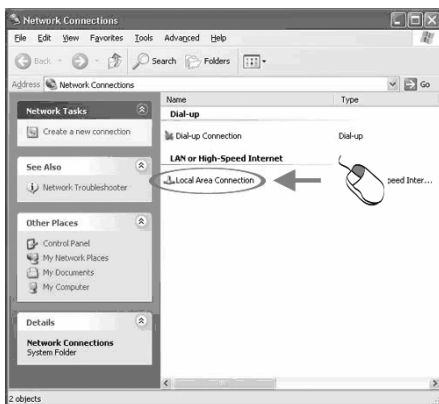 Network Connections
File Edit View Favorites Tools Advanced Help
Back Search Folders
Address Network Connections Go
Name Type
Network Tasks
Create a new connection
See Also
Network Troubleshooter
Other Places
Control Panel
My Network Places
My Documents
My Computer
Details
Network Connections
System Folder
Dial-up
Dial-up Connection Dial-up
LAN or High-Speed Internet
Local Area Connection peed Inter...
2 objects